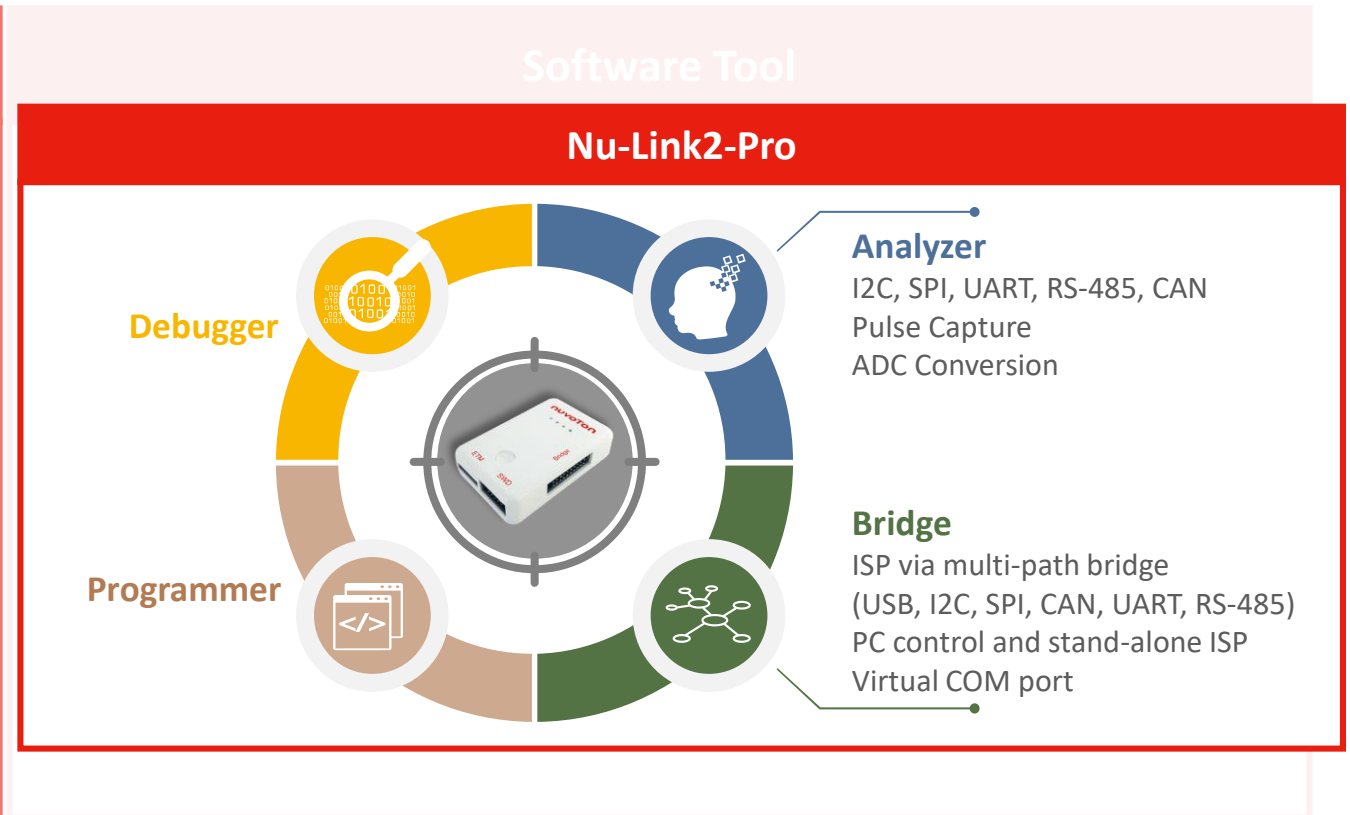 Software Tool
Nu-Link2-Pro
Debugger
Analyzer
I2C, SPI, UART, RS-485, CAN
Pulse Capture
ADC Conversion
nuvoTon
Bridge
ETM
SWD
Programmer
</>
Bridge
ISP via multi-path bridge
(USB, I2C, SPI, CAN, UART, RS-485)
PC control and stand-alone ISP
Virtual COM port